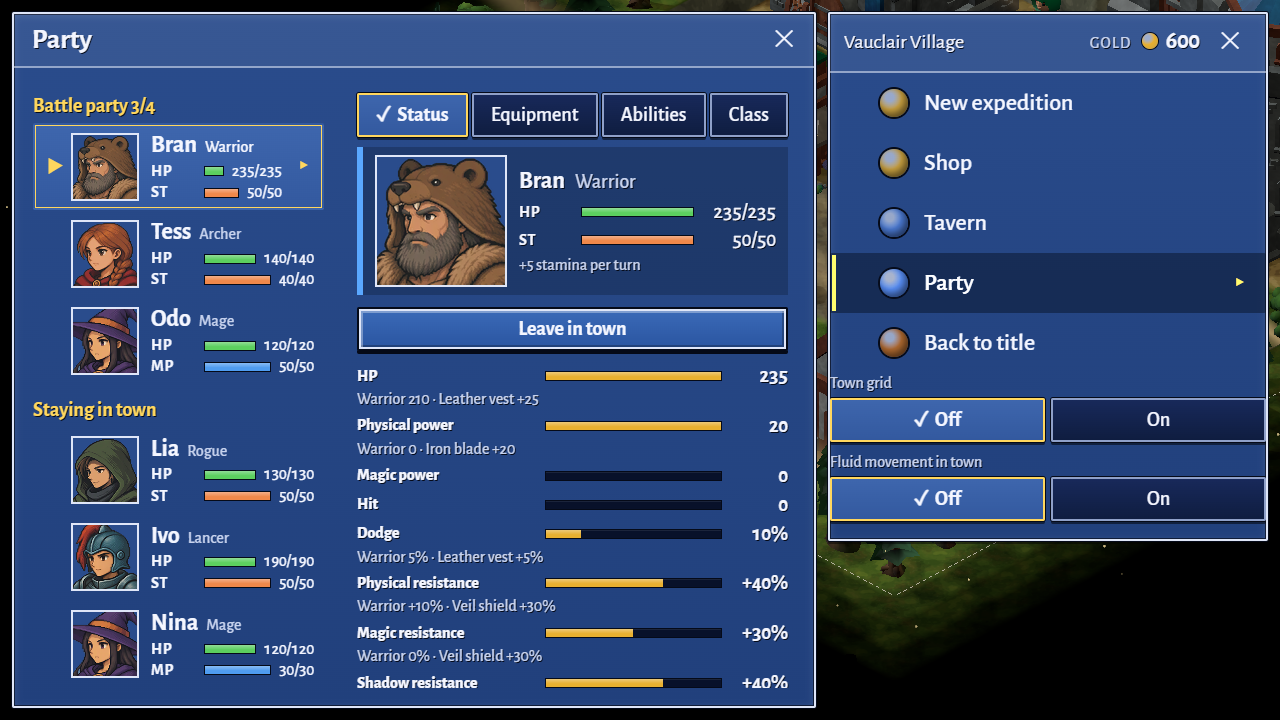 Party
Battle party 3/4
Bran Warrior
HP 235/235
ST 50/50
Tess Archer
HP 140/140
ST 40/40
Odo Mage
HP 120/120
MP 50/50
Staying in town
Lia Rogue
HP 130/130
ST 50/50
Ivo Lancer
HP 190/190
ST 50/50
Nina Mage
HP 120/120
MP 30/30
✓ Status Equipment Abilities Class
Bran Warrior
HP 235/235
ST 50/50
+5 stamina per turn
Leave in town
HP 235
Warrior 210 · Leather vest +25
Physical power 20
Warrior 0 · Iron blade +20
Magic power 0
Hit 0
Dodge 10%
Warrior 5% · Leather vest +5%
Physical resistance +40%
Warrior +10% · Veil shield +30%
Magic resistance +30%
Warrior 0% · Veil shield +30%
Shadow resistance +40%
Vauclair Village GOLD 600
New expedition
Shop
Tavern
Party
Back to title
Town grid
✓ Off On
Fluid movement in town
✓ Off On